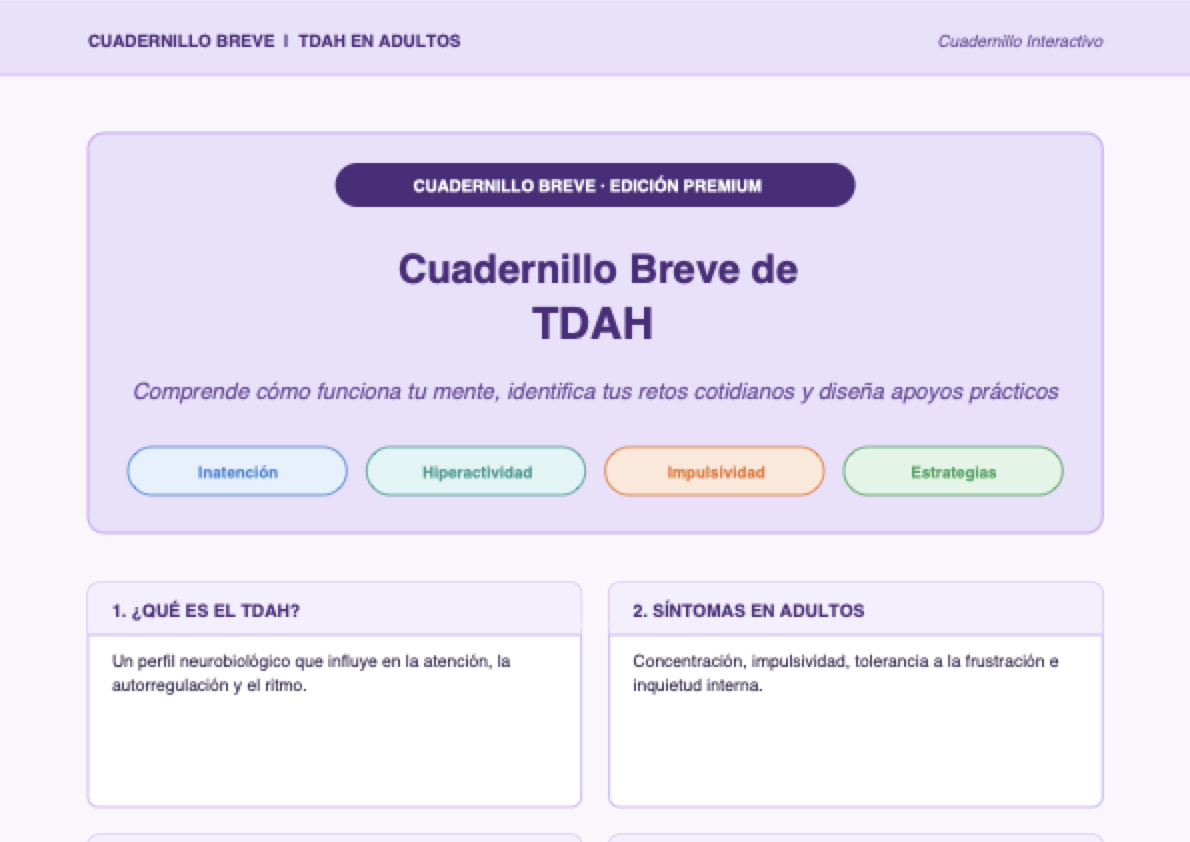 CUADERNILLO BREVE | TDAH EN ADULTOS
Cuadernillo Interactivo
CUADERNILLO BREVE · EDICIÓN PREMIUM
Cuadernillo Breve de
TDAH
Comprende cómo funciona tu mente, identifica tus retos cotidianos y diseña apoyos prácticos
Inatención
Hiperactividad
Impulsividad
Estrategias
1. ¿QUÉ ES EL TDAH?
Un perfil neurobiológico que influye en la atención, la
autorregulación y el ritmo.
2. SÍNTOMAS EN ADULTOS
Concentración, impulsividad, tolerancia a la frustración e
inquietud interna.